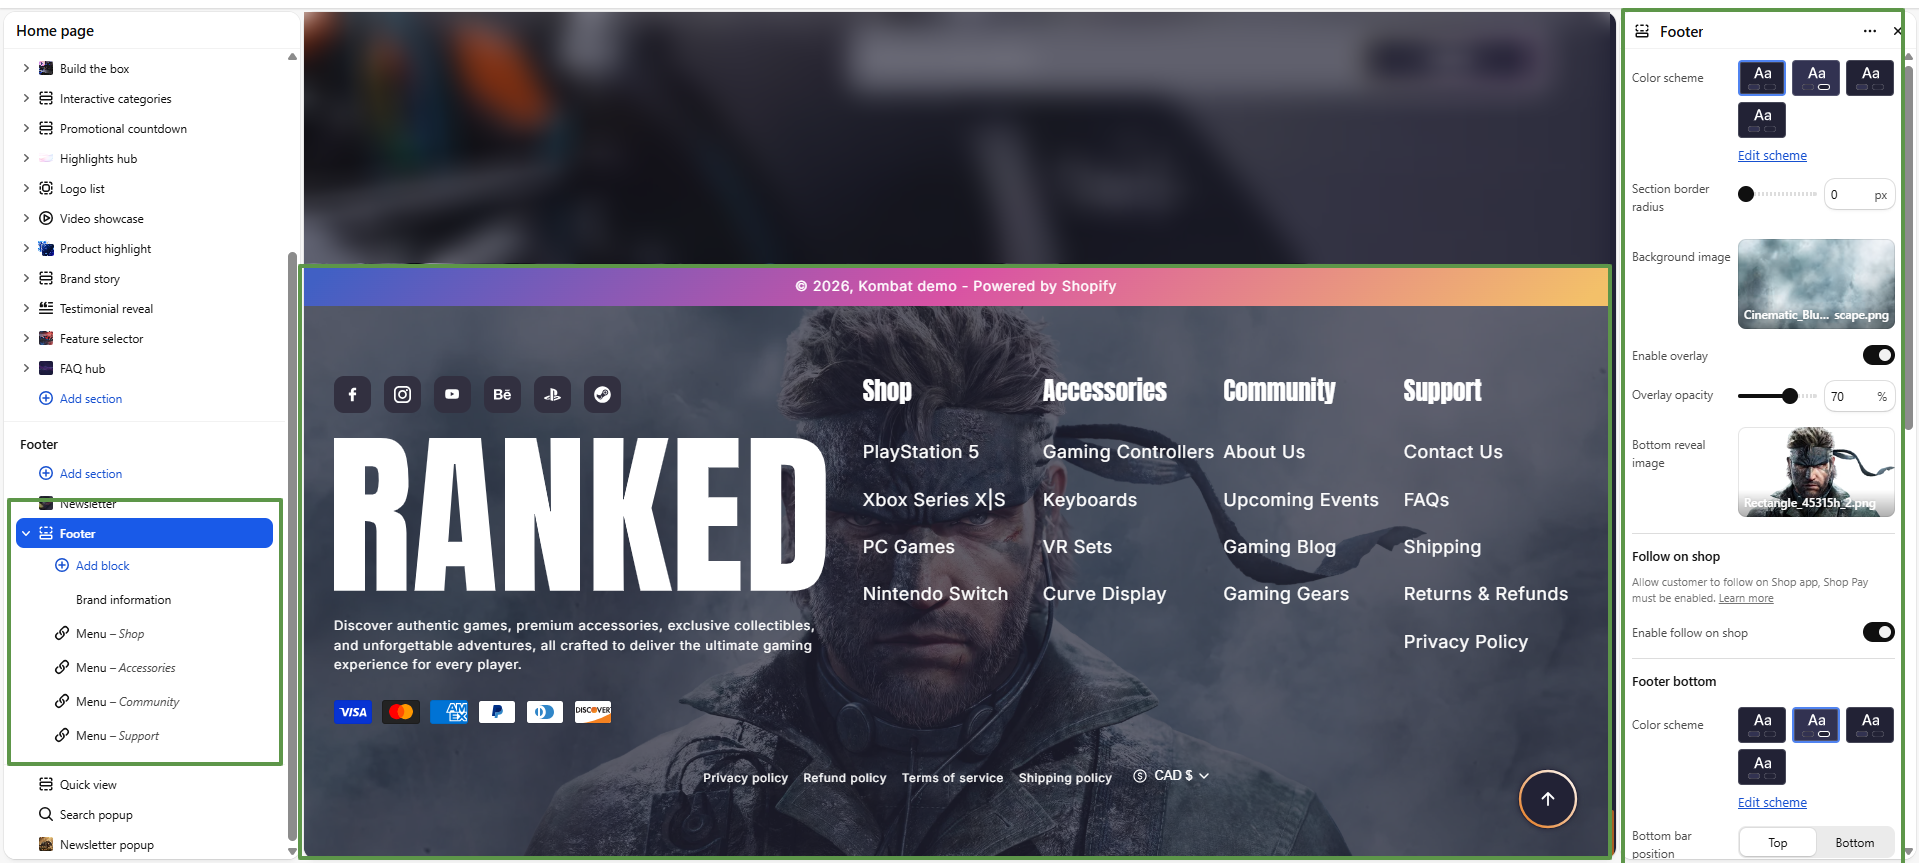 Home page
Build the box
Interactive categories
Promotional countdown
Highlights hub
Logo list
Video showcase
Product highlight
Brand story
Testimonial reveal
Feature selector
FAQ hub
Add section
Footer
Add section
Newsletter
Footer
Add block
Brand information
Menu – Shop
Menu – Accessories
Menu – Community
Menu – Support
Quick view
Search popup
Newsletter popup
© 2026, Kombat demo - Powered by Shopify
Bē
RANKED
Discover authentic games, premium accessories, exclusive collectibles,
and unforgettable adventures, all crafted to deliver the ultimate gaming
experience for every player.
VISA
AM
EX
DISCOVER
Shop
PlayStation 5
Xbox Series X|S
PC Games
Nintendo Switch
Accessories
Gaming Controllers
Keyboards
VR Sets
Curve Display
Community
About Us
Upcoming Events
Gaming Blog
Gaming Gears
Support
Contact Us
FAQs
Shipping
Returns & Refunds
Privacy Policy
Privacy policy Refund policy Terms of service Shipping policy CAD $
Footer
Color scheme
Aa Aa Aa
Aa
Edit scheme
Section border
radius
0 px
Background image
Cinematic_Blu... scape.png
Enable overlay
Overlay opacity
70 %
Bottom reveal
image
Rectangle_45315h_2.png
Follow on shop
Allow customer to follow on Shop app, Shop Pay
must be enabled. Learn more
Enable follow on shop
Footer bottom
Color scheme
Aa Aa Aa
Aa
Edit scheme
Bottom bar
position
Top Bottom